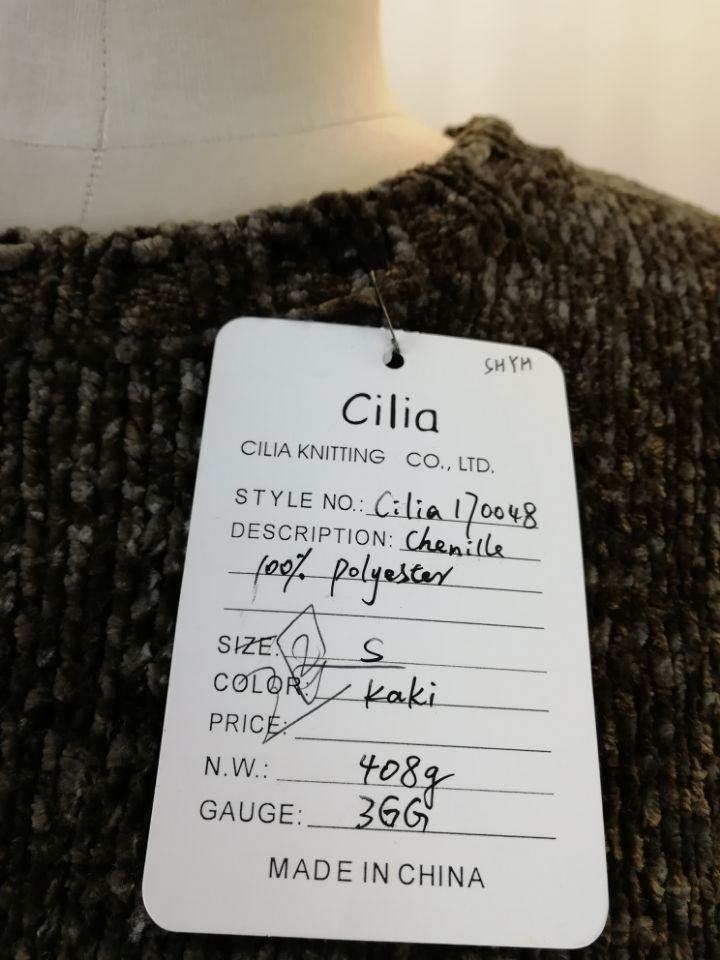 SHYH
Cilia
CILIA KNITTING CO., LTD.
STYLE NO.: Cilia 170048
DESCRIPTION: Chenille
100% polyester
SIZE: S
COLOR: kaki
PRICE:
N.W.: 408g
GAUGE: 3GG
MADE IN CHINA